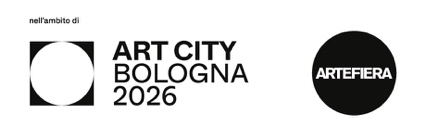 nell'ambito di
ART CITY
BOLOGNA
2026
ARTEFIERA